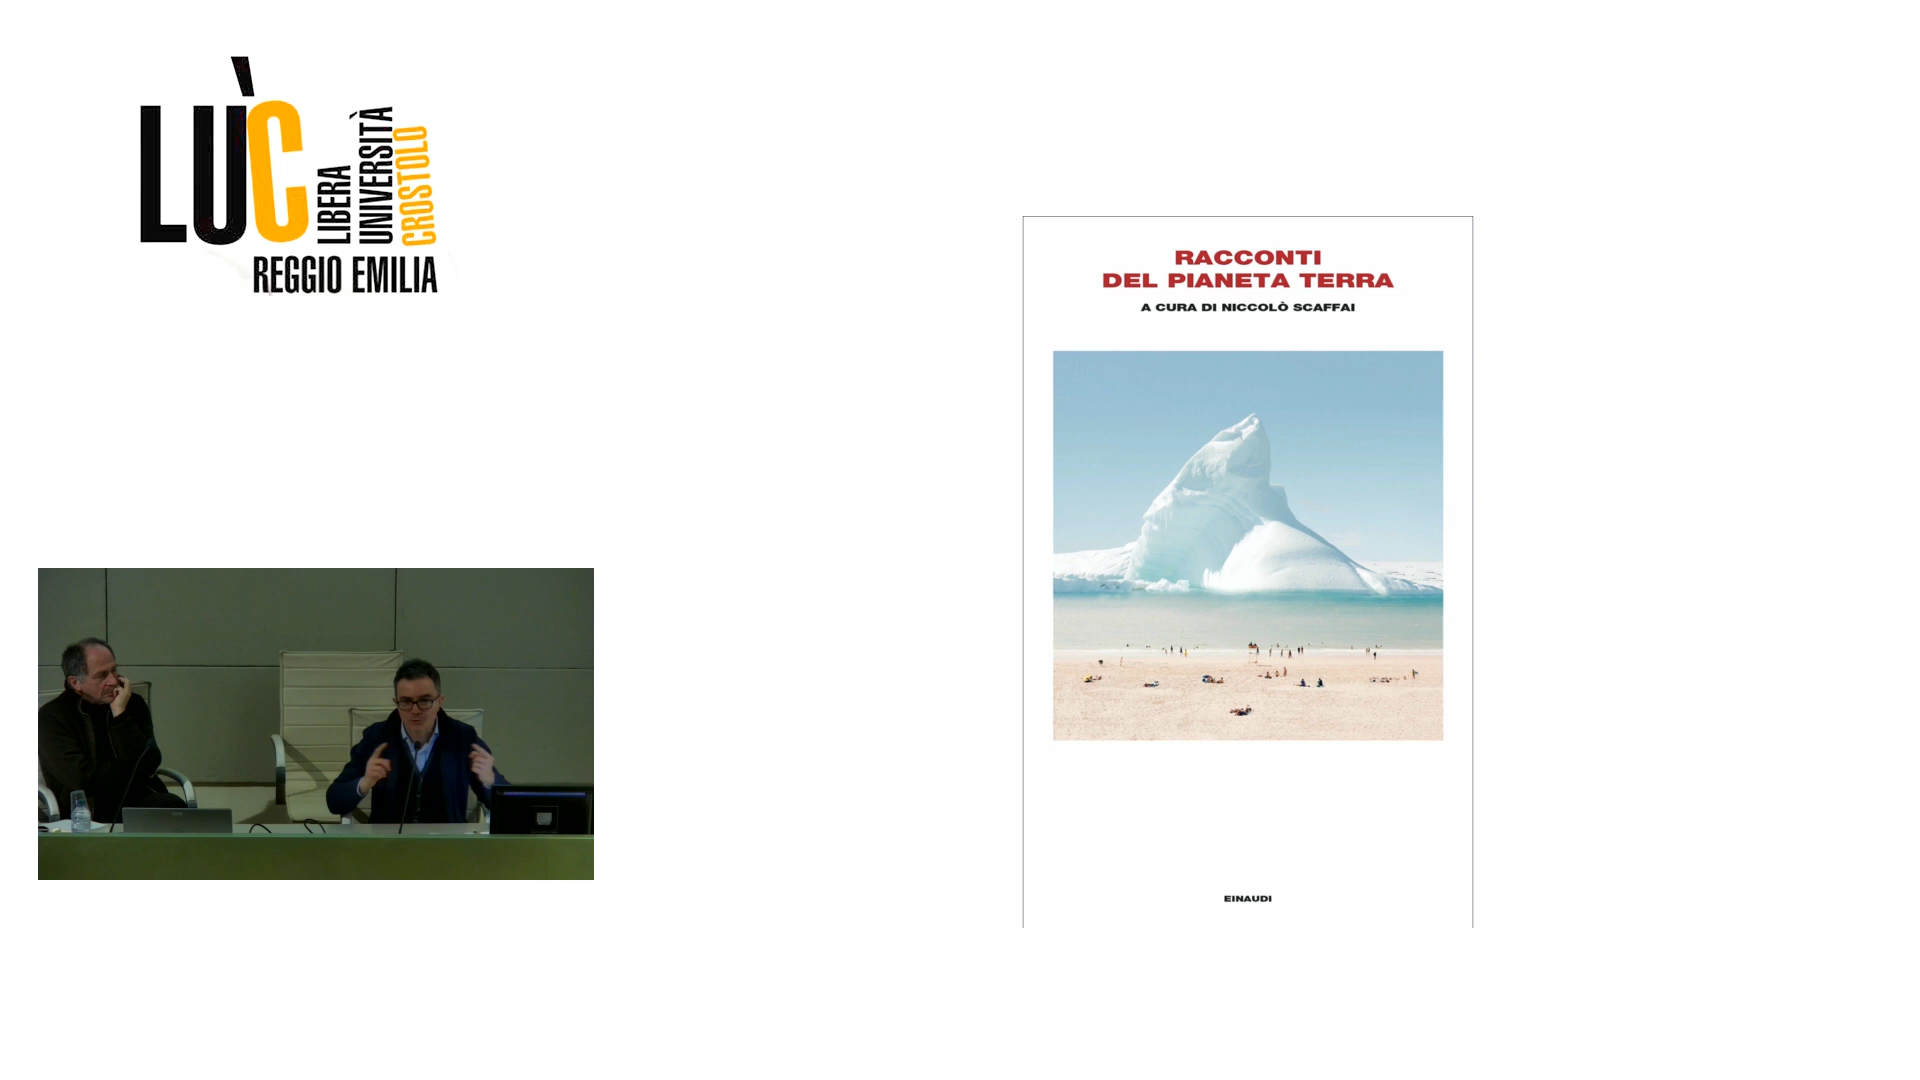 LÙC
LIBERA
UNIVERSITÀ
CROSTOLO
REGGIO EMILIA
RACCONTI
DEL PIANETA TERRA
A CURA DI NICCOLÒ SCAFFAI
EINAUDI